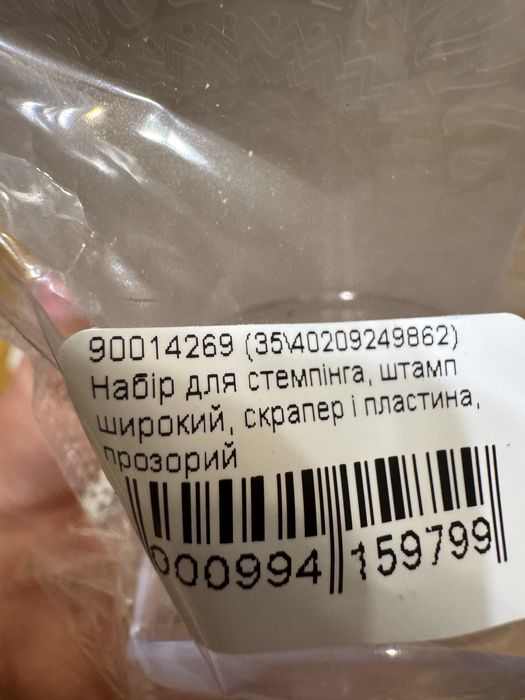 90014269 (35\40209249862)
Набір для стемпінга, штамп
широкий, скрапер і пластина,
прозорий
000994 159799